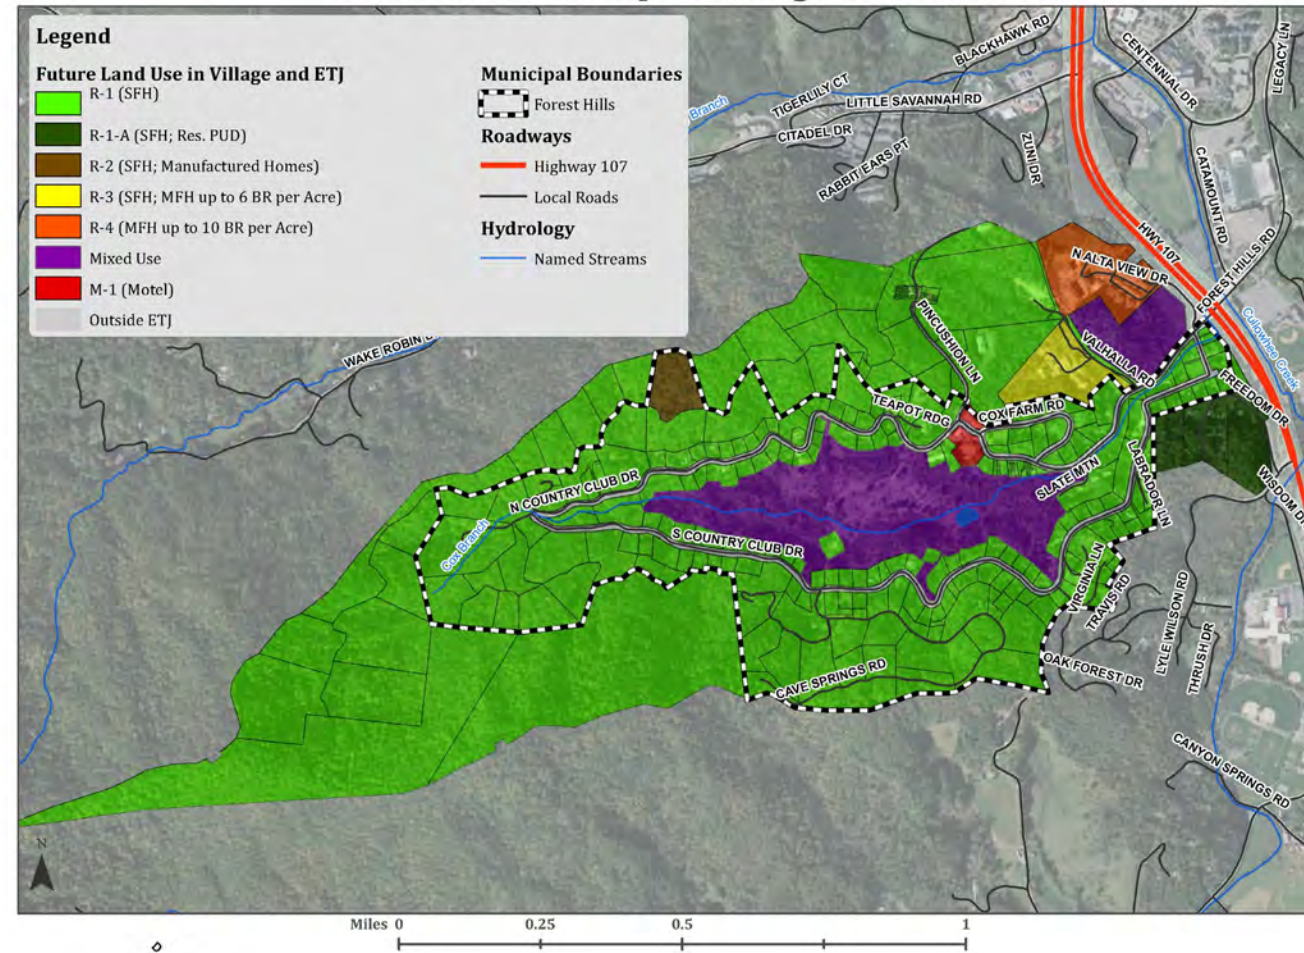 Legend
Future Land Use in Village and ETJ
R-1 (SFH)
R-1-A (SFH; Res. PUD)
R-2 (SFH; Manufactured Homes)
R-3 (SFH; MFH up to 6 BR per Acre)
R-4 (MFH up to 10 BR per Acre)
Mixed Use
M-1 (Motel)
Outside ETJ
Municipal Boundaries
Forest Hills
Roadways
Highway 107
Local Roads
Hydrology
Named Streams
BLACKHAWK RD
CENTENNIAL DR
LEGACY LN
Branch
TIGERLILY CT
LITTLE SAVANNAH RD
CITADEL DR
ZUNI DR
RABBIT EARS PT
CATAMOUNT RD
HWY 107
N ALTA VIEW DR
FOREST HILLS RD
Cullowhee Creek
WAKE ROBIN
PINCUSHION LN
VALHALLA RD
FREEDOM DR
TEAPOT RDG
COX FARM RD
LABRADOR LN
SLATE MTN
WISDOM DR
N COUNTRY CLUB DR
S COUNTRY CLUB DR
Cox Branch
VIRGINIA LN
TRAVIS RD
LYLE WILSON RD
THRUSH DR
OAK FOREST DR
CAVE SPRINGS RD
CANYON SPRINGS RD
N
Miles 0 0.25 0.5 1